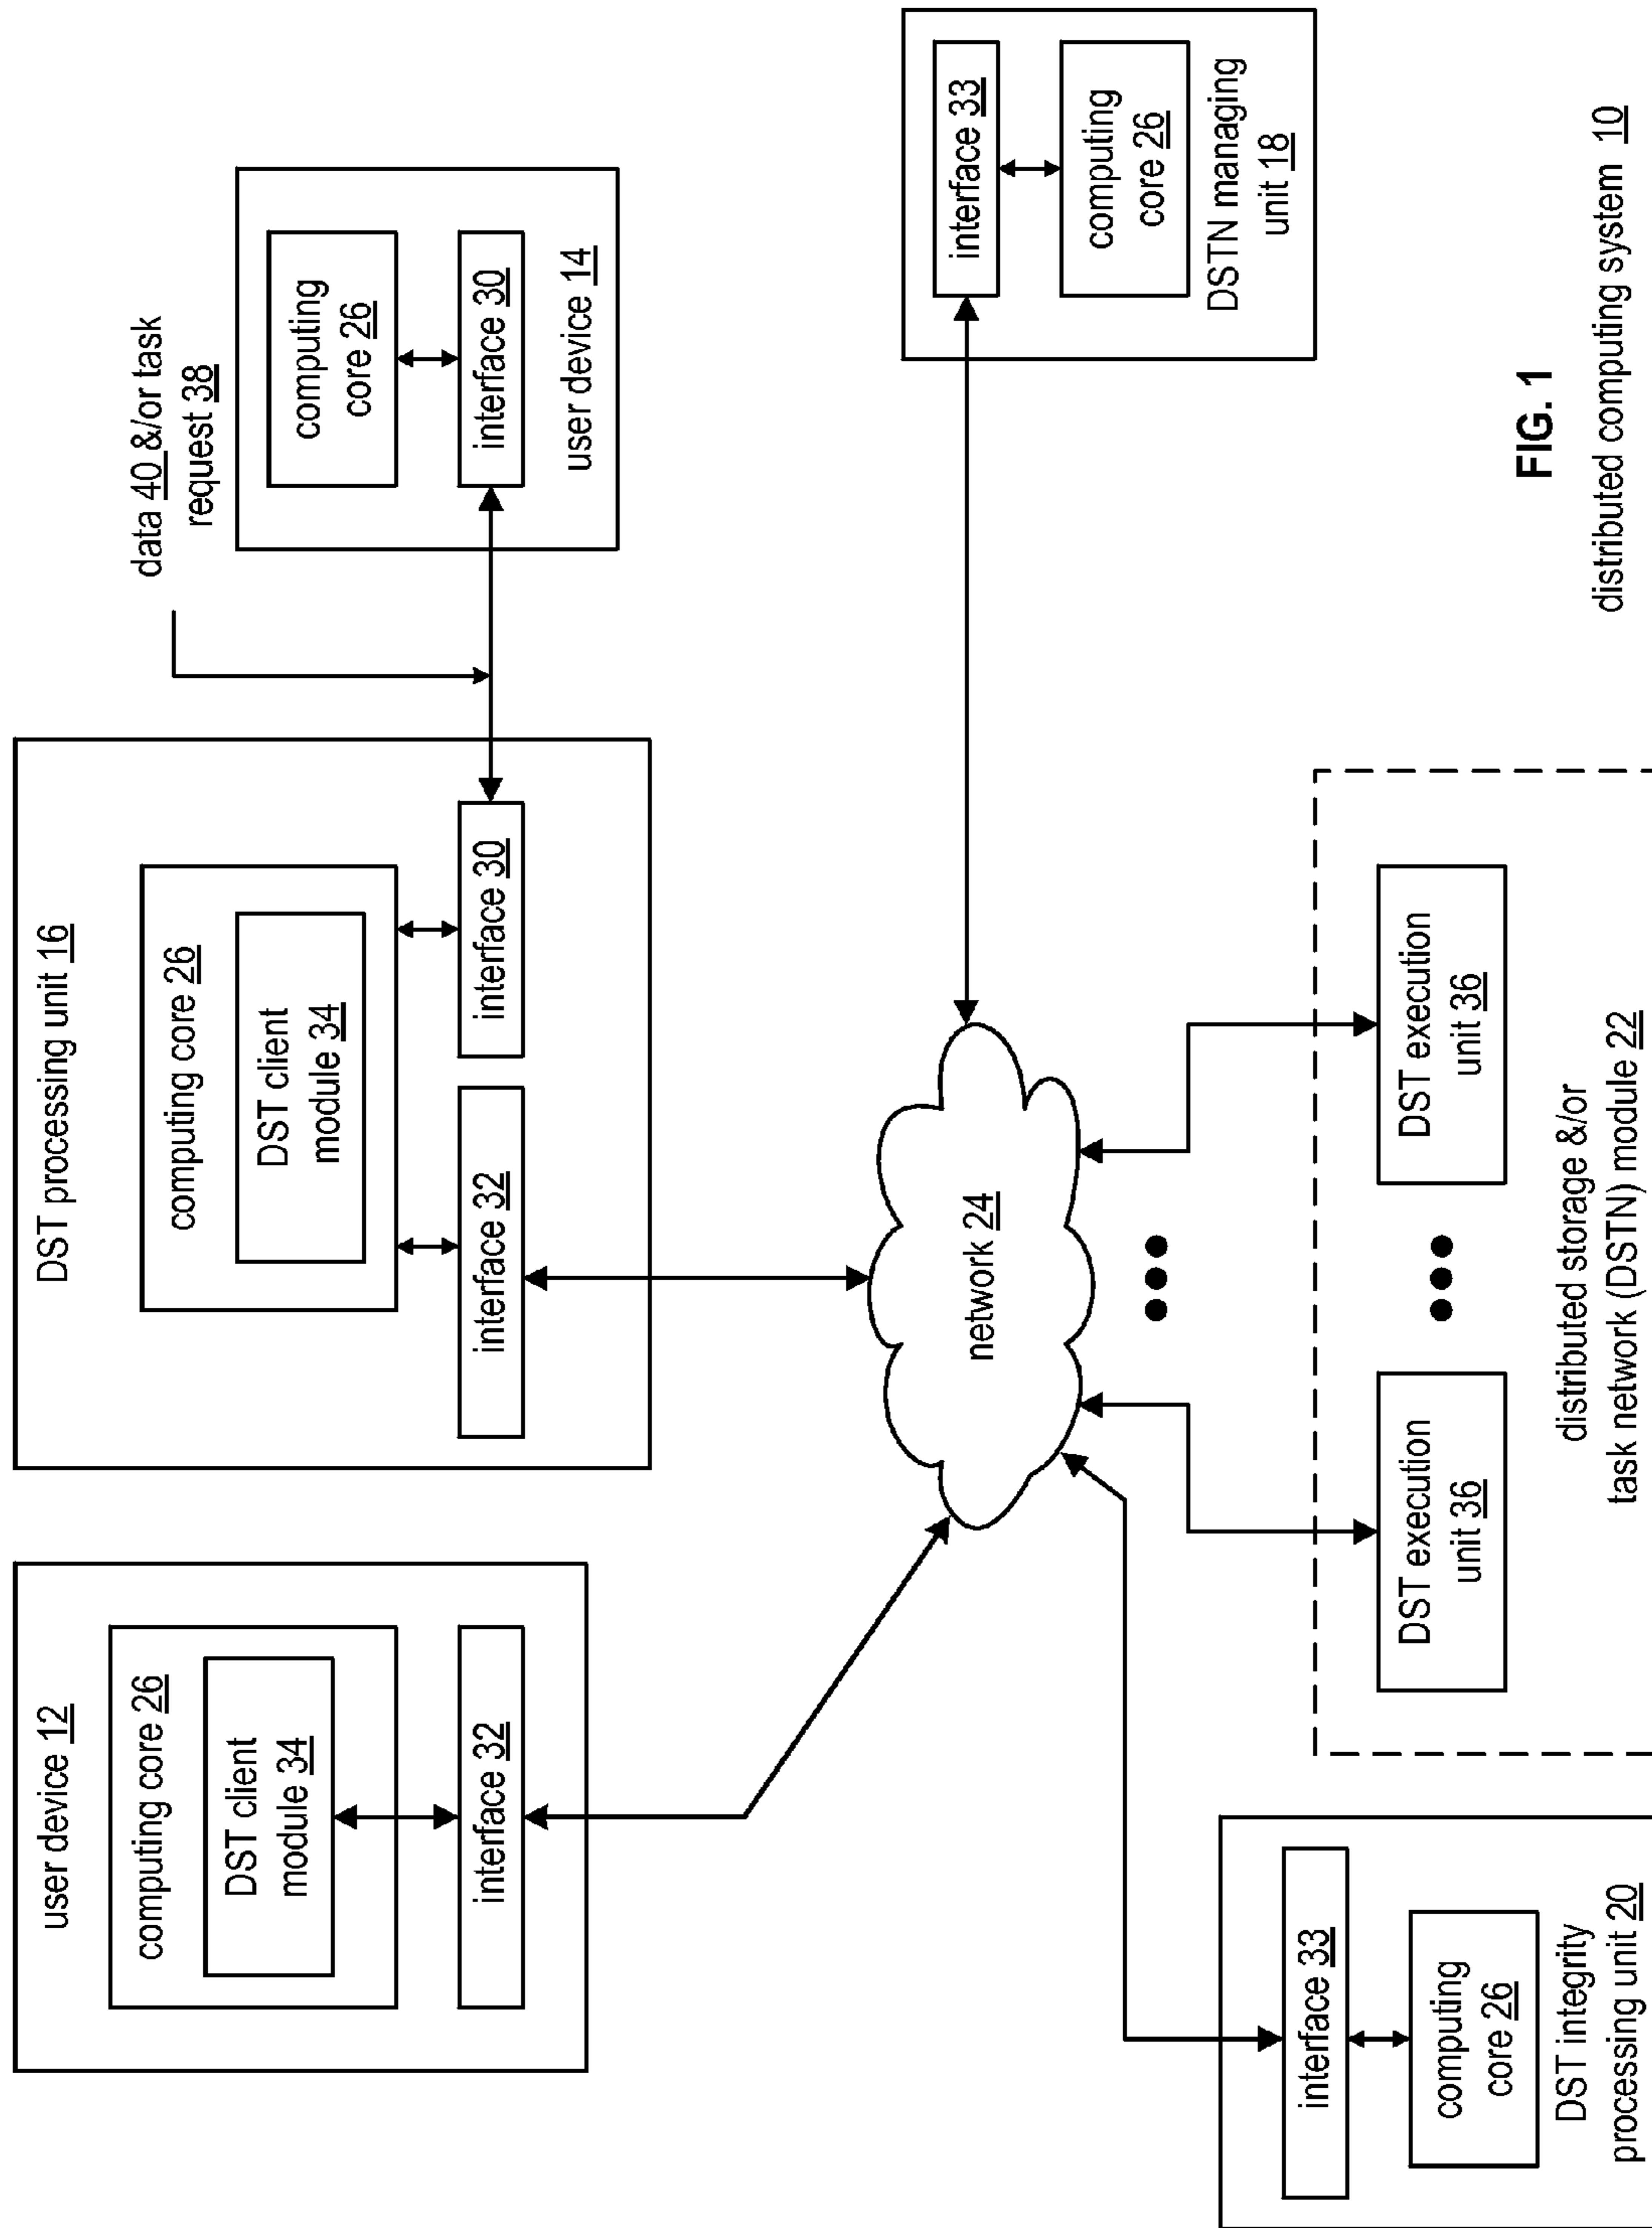 user device 12
computing core 26
DST client
module 34
interface 32
DST processing unit 16
computing core 26
DST client
module 34
interface 32
interface 30
data 40 &/or task
request 38
computing
core 26
interface 30
user device 14
network 24
interface 33
computing
core 26
DSTN managing
unit 18
interface 33
computing
core 26
DST integrity
processing unit 20
DST execution
unit 36
DST execution
unit 36
distributed storage &/or
task network (DSTN) module 22
FIG. 1
distributed computing system 10